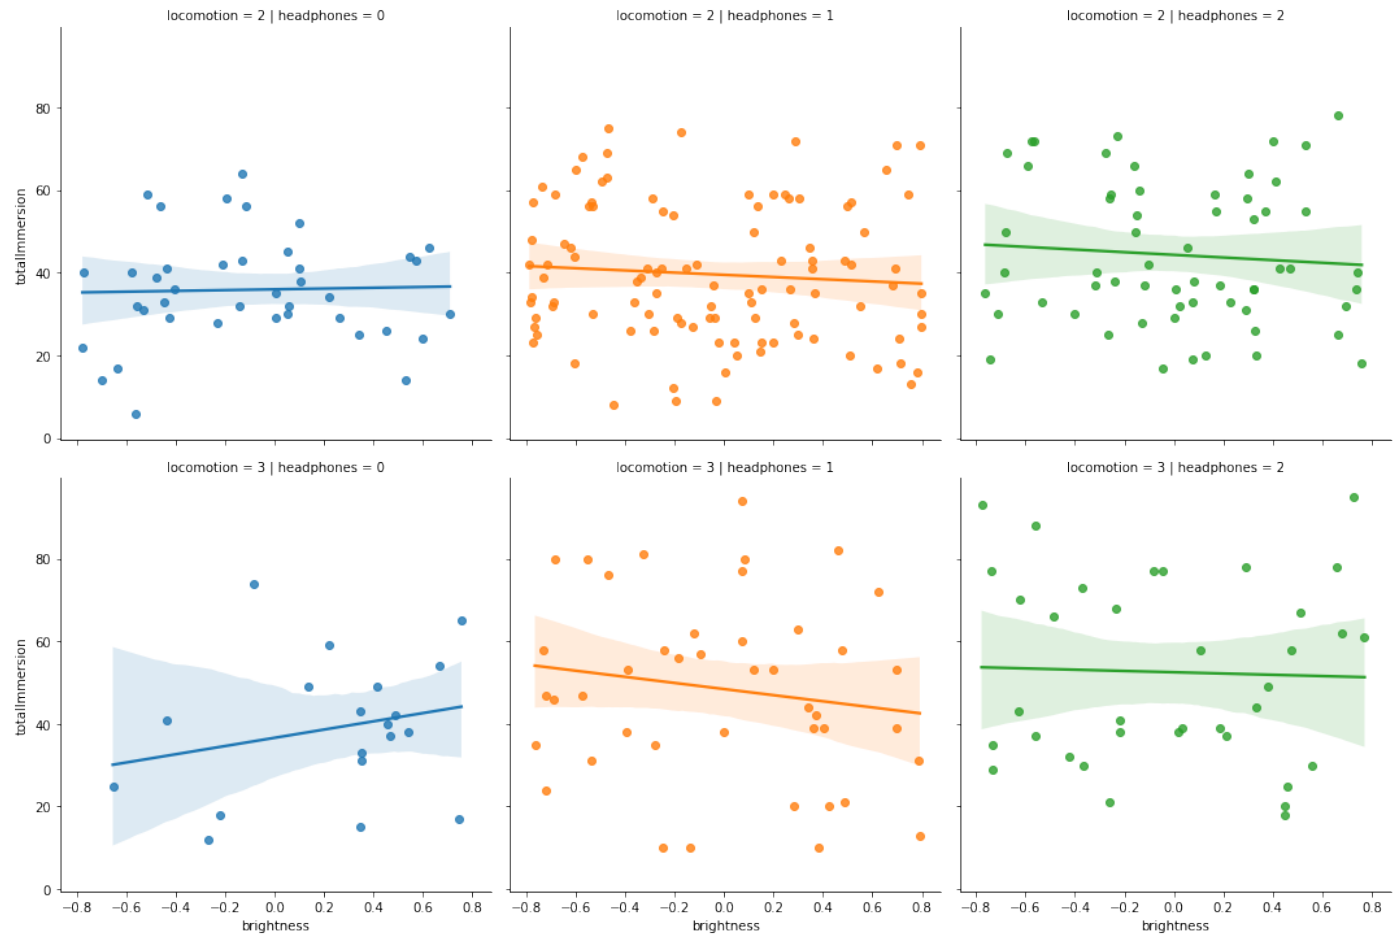 locomotion = 2 | headphones = 0
locomotion = 2 | headphones = 1
locomotion = 2 | headphones = 2
totalImmersion
80
60
40
20
0
locomotion = 3 | headphones = 0
locomotion = 3 | headphones = 1
locomotion = 3 | headphones = 2
totalImmersion
80
60
40
20
0
−0.8 −0.6 −0.4 −0.2 0.0 0.2 0.4 0.6
−0.8 −0.6 −0.4 −0.2 0.0 0.2 0.4 0.6 0.8
−0.8 −0.6 −0.4 −0.2 0.0 0.2 0.4 0.6 0.8
brightness
brightness
brightness